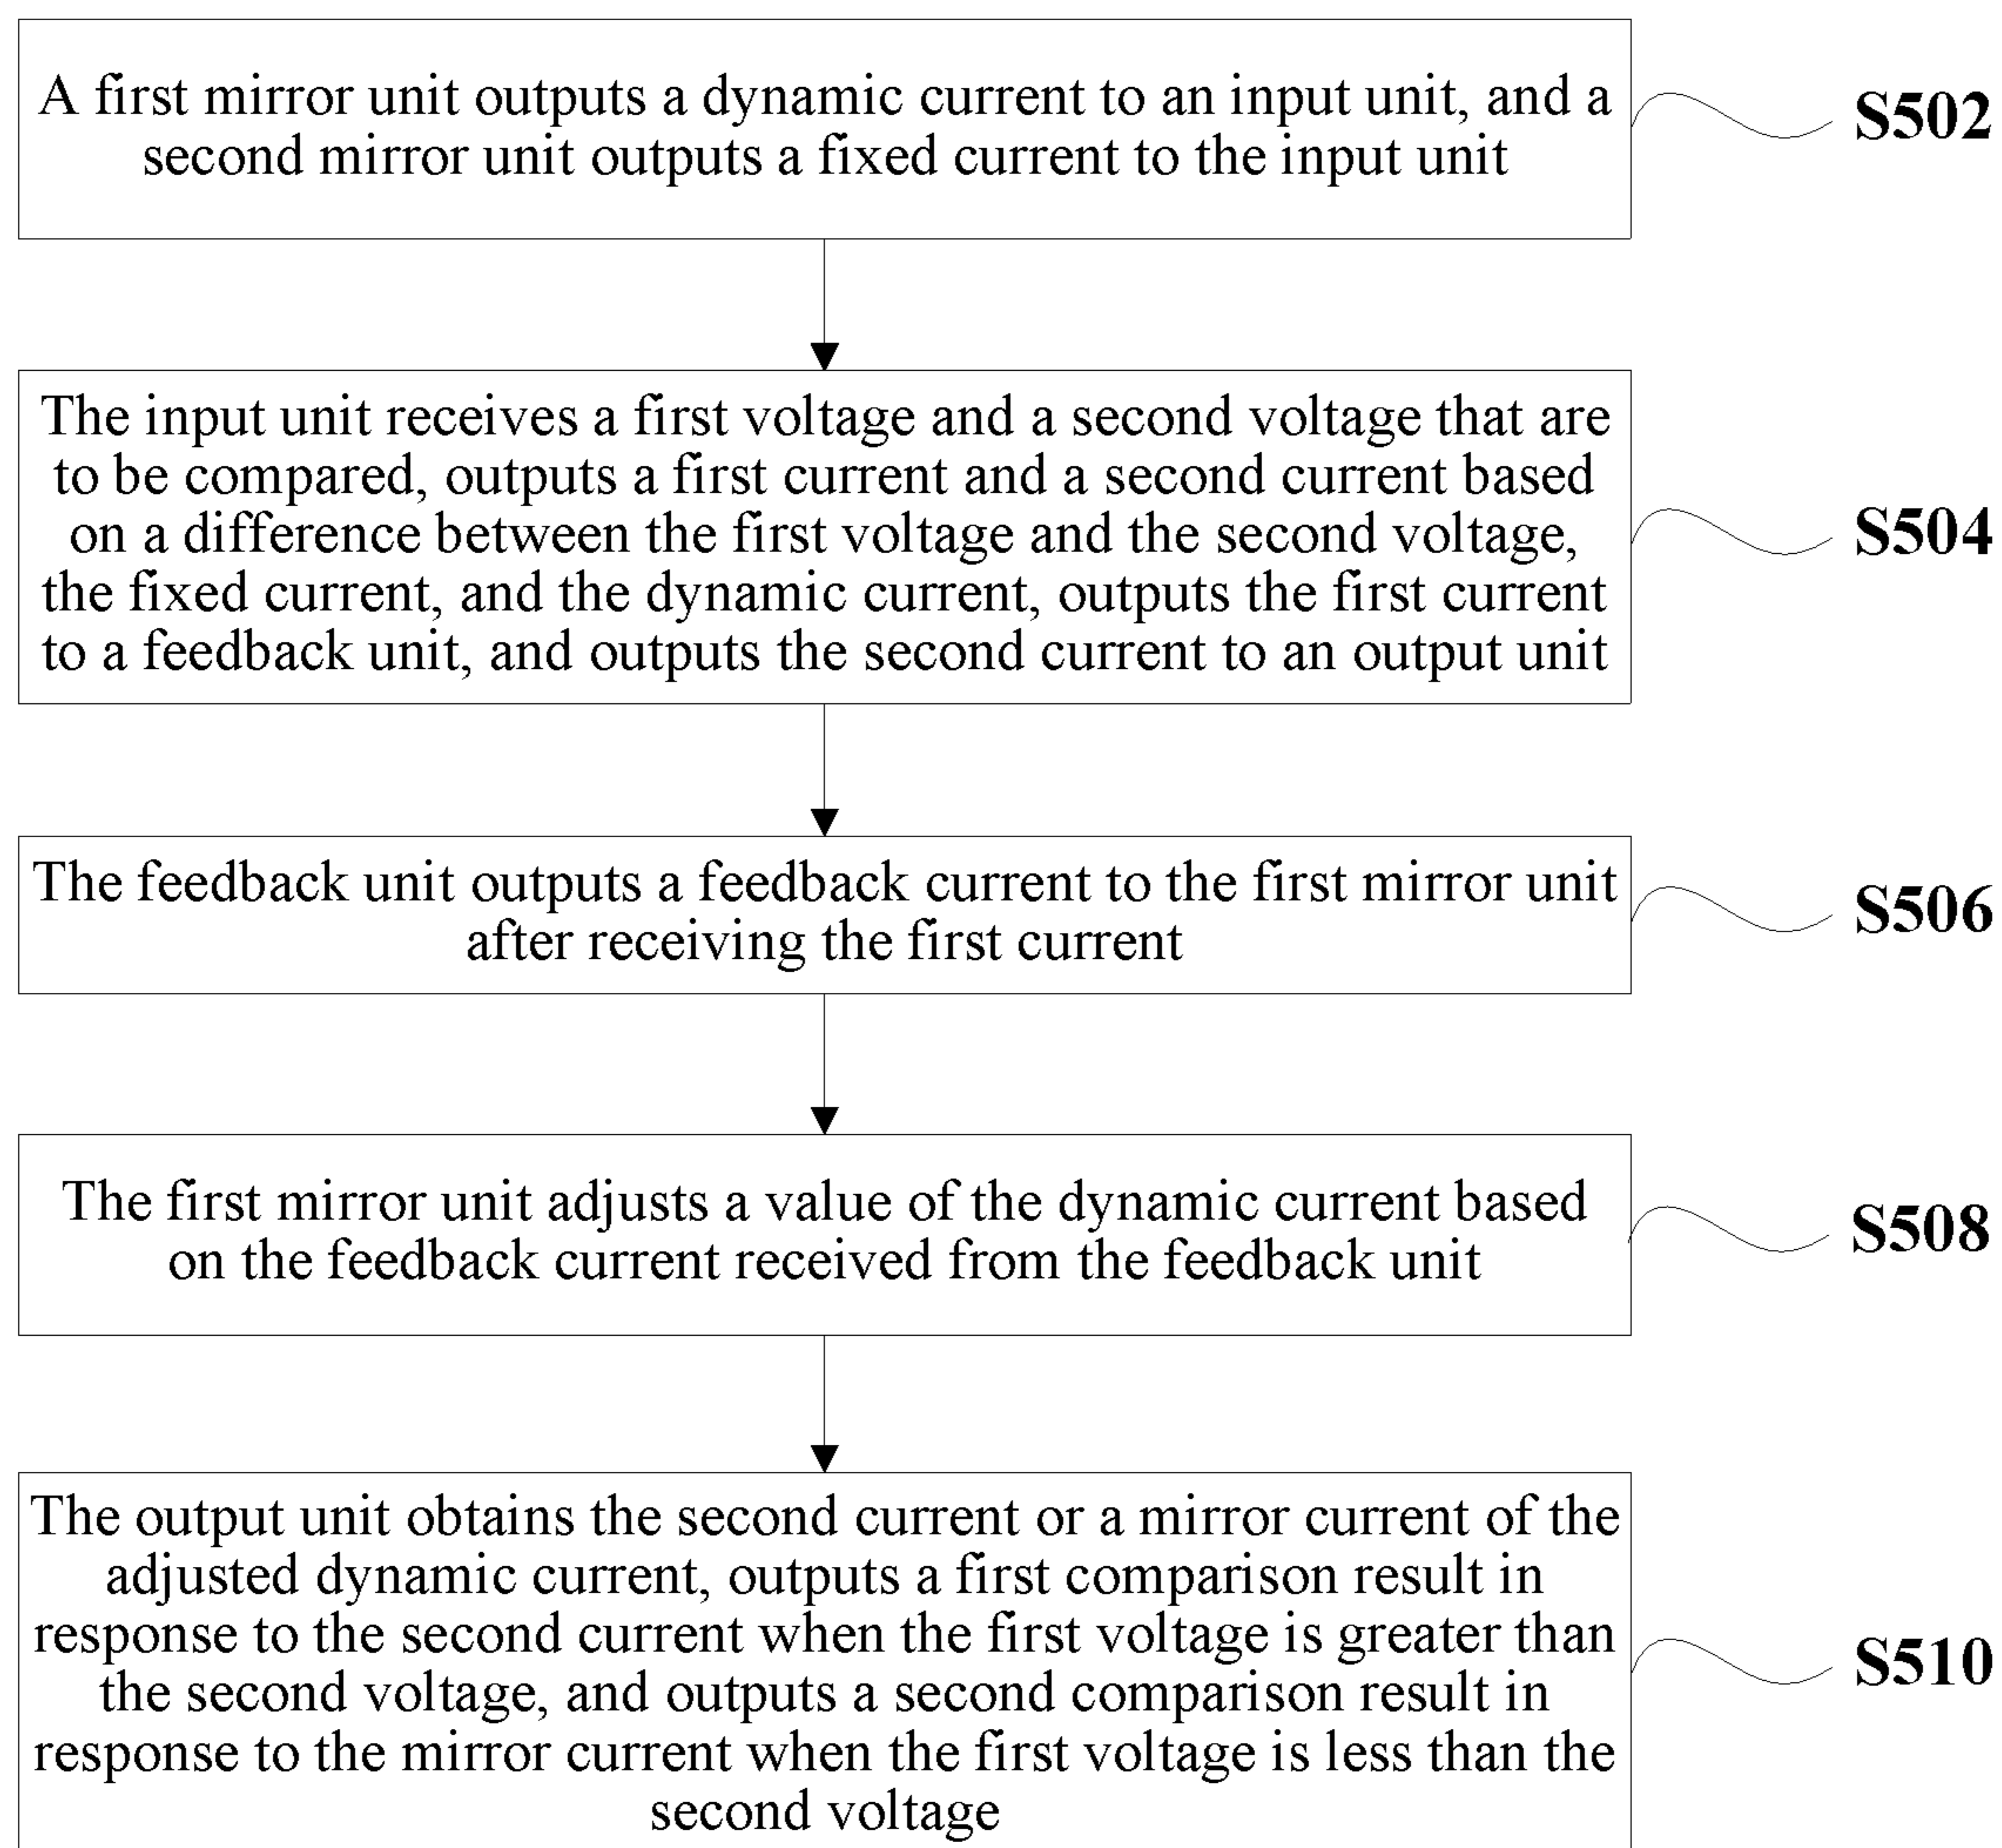 A first mirror unit outputs a dynamic current to an input unit, and a
second mirror unit outputs a fixed current to the input unit
S502
The input unit receives a first voltage and a second voltage that are
to be compared, outputs a first current and a second current based
on a difference between the first voltage and the second voltage,
the fixed current, and the dynamic current, outputs the first current
to a feedback unit, and outputs the second current to an output unit
S504
The feedback unit outputs a feedback current to the first mirror unit
after receiving the first current
S506
The first mirror unit adjusts a value of the dynamic current based
on the feedback current received from the feedback unit
S508
The output unit obtains the second current or a mirror current of the
adjusted dynamic current, outputs a first comparison result in
response to the second current when the first voltage is greater than
the second voltage, and outputs a second comparison result in
response to the mirror current when the first voltage is less than the
second voltage
S510